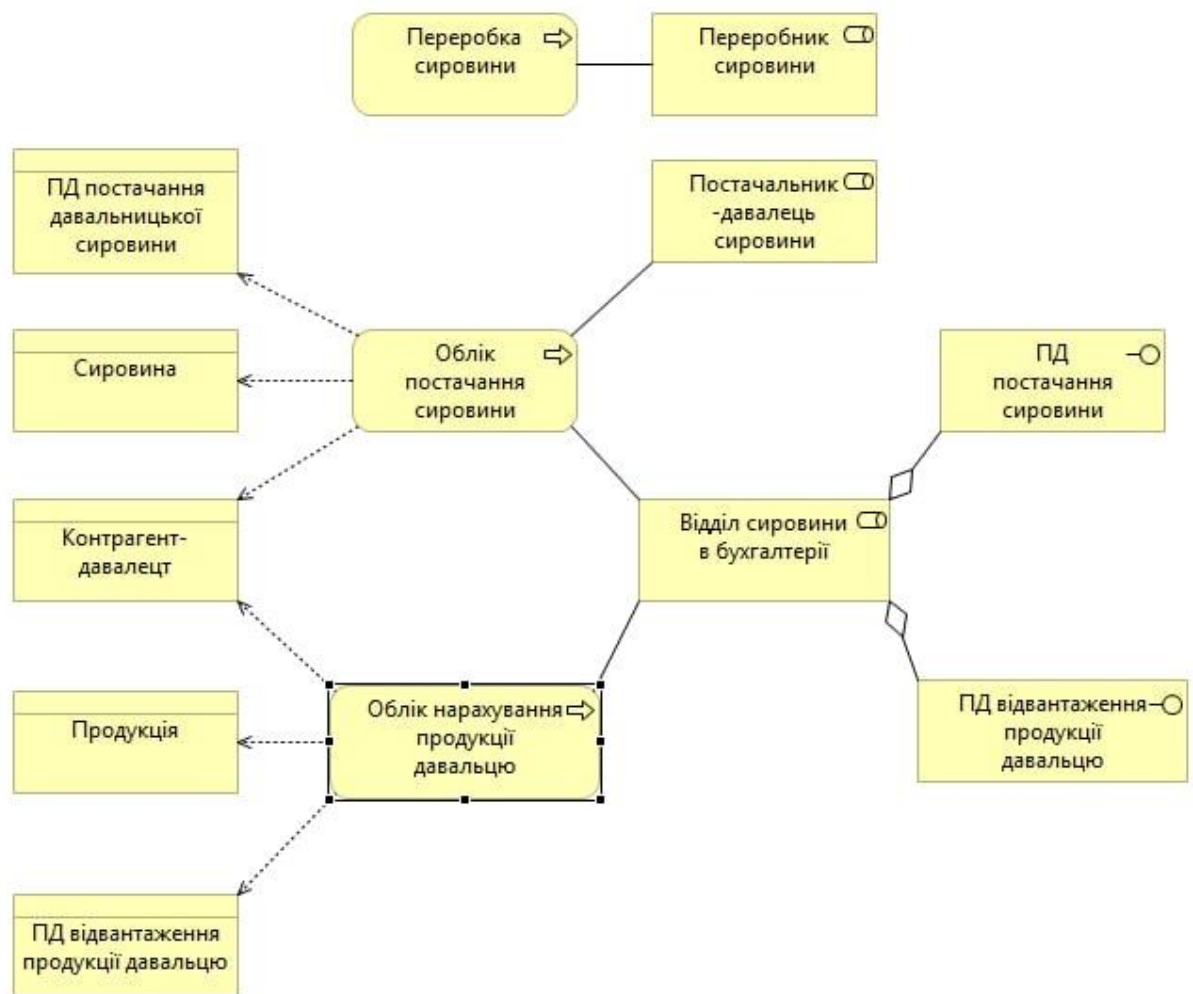 Переробка
сировини
Переробник
сировини
ПД постачання
давальницької
сировини
Постачальник
-давалець
сировини
Сировина
Облік
постачання
сировини
ПД
постачання
сировини
Контрагент-
давалецт
Відділ сировини
в бухгалтерії
Продукція
Облік нарахування
продукції
давальцю
ПД відвантаження
продукції
давальцю
ПД відвантаження
продукції давальцю